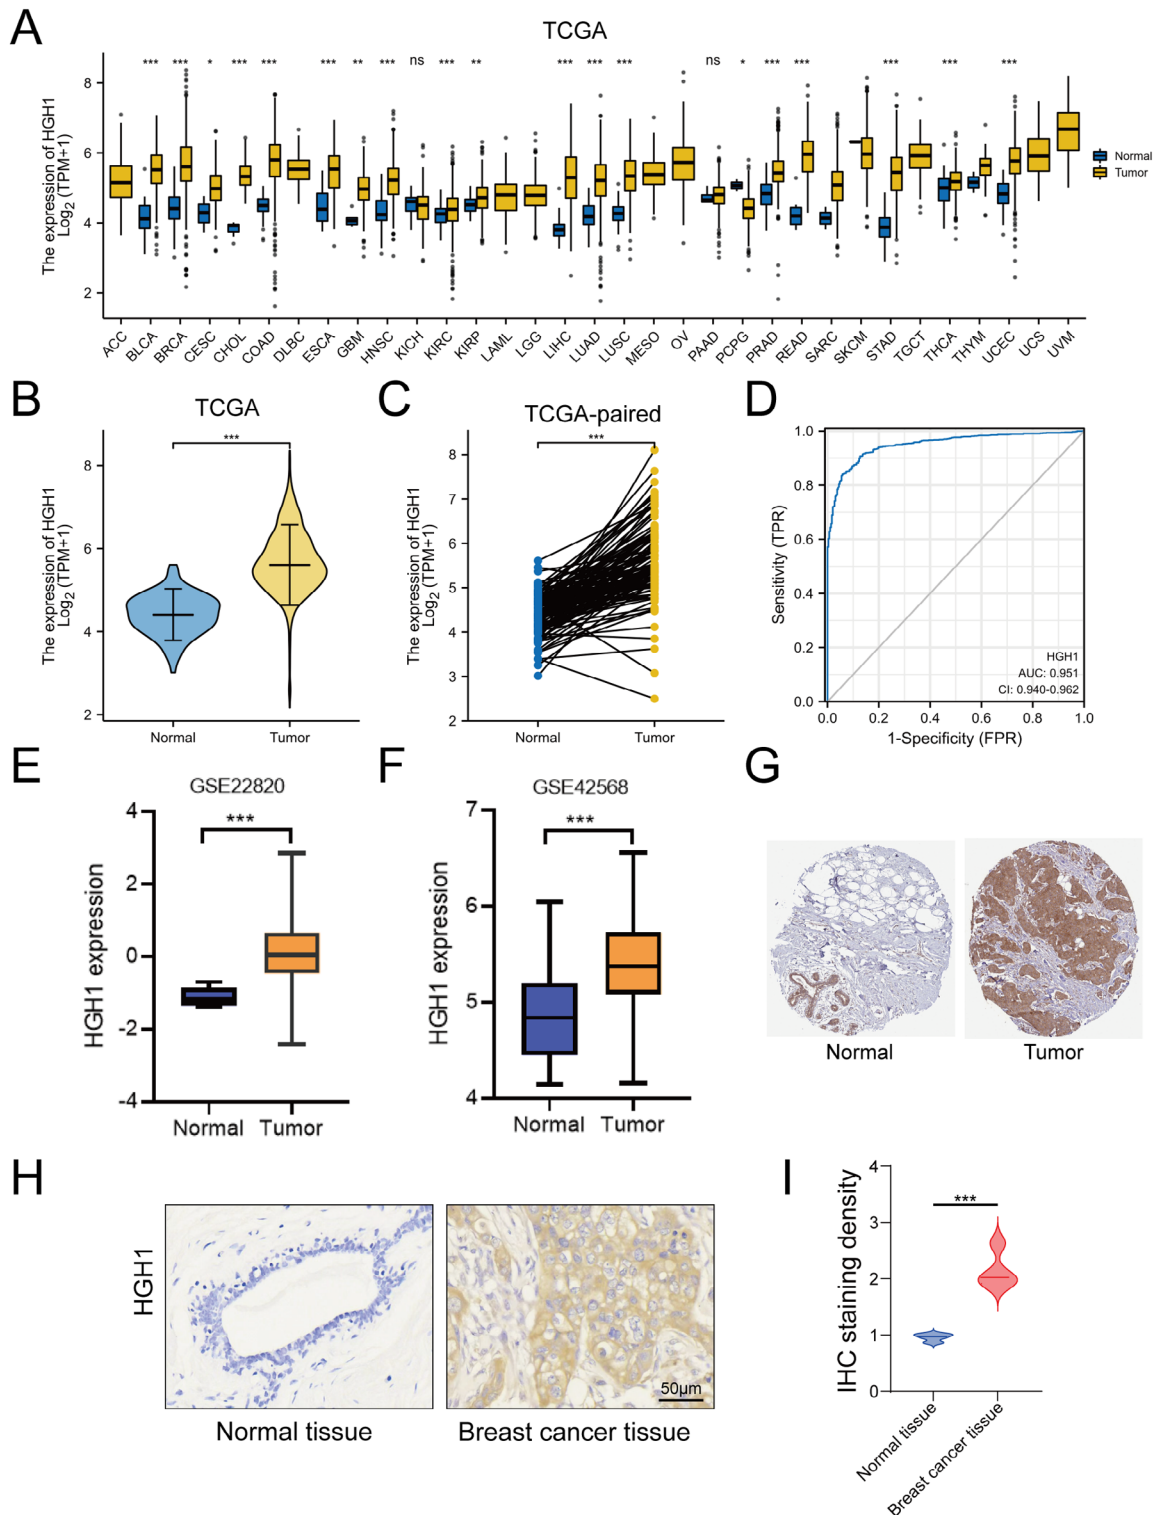 A
TCGA
The expression of HGH1
Log2 (TPM+1)
8
6
4
2
*** *** * *** *** *** ** *** ns *** ** *** *** *** ns * *** *** *** *** ***
Normal
Tumor
ACC BLCA BRCA CESC CHOL COAD DLBC ESCA GBM HNSC KICH KIRC KIRP LAML LGG LIHC LUAD LUSC MESO OV PAAD PCPG PRAD READ SARC SKCM STAD TGCT THCA THYM UCEC UCS UVM
B
TCGA
The expression of HGH1
Log2 (TPM+1)
***
8
6
4
2
Normal Tumor
C
TCGA-paired
The expression of HGH1
Log2 (TPM+1)
***
8
7
6
5
4
3
2
Normal Tumor
D
Sensitivity (TPR)
1.0
0.8
0.6
0.4
0.2
0.0
HGH1
AUC: 0.951
CI: 0.940-0.962
0.0 0.2 0.4 0.6 0.8 1.0
1-Specificity (FPR)
E
GSE22820
HGH1 expression
***
4
2
0
-2
-4
Normal Tumor
F
GSE42568
HGH1 expression
***
7
6
5
4
Normal Tumor
G
Normal Tumor
H
HGH1
50μm
Normal tissue Breast cancer tissue
I
IHC staining density
***
4
3
2
1
0
Normal tissue
Breast cancer tissue